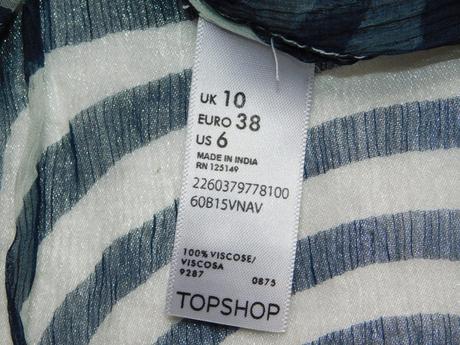 UK 10
EURO 38
US 6
MADE IN INDIA
RN 125149
2260379778100
60B15VNAV
100% VISCOSE/
VISCOSA
9287 0875
TOPSHOP